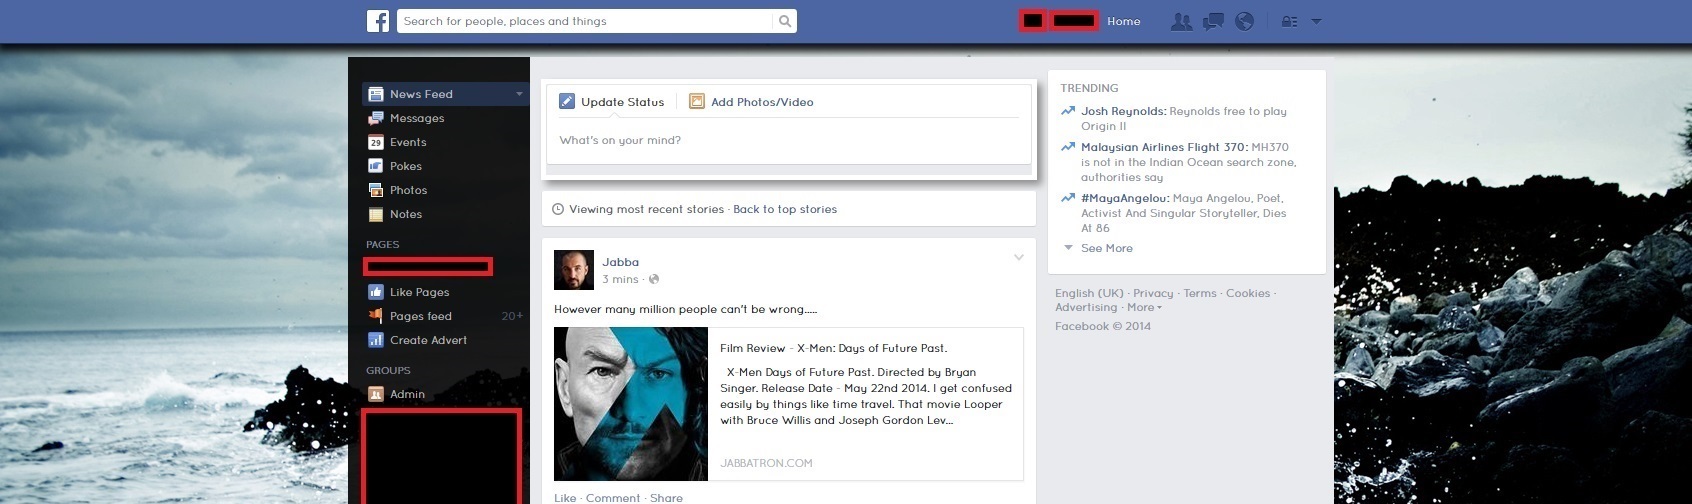 f
Search for people, places and things
Home
News Feed
Messages
29
Events
Pokes
Photos
Notes
PAGES
Like Pages
Pages feed 20+
Create Advert
GROUPS
Admin
Update Status
Add Photos/Video
What's on your mind?
Viewing most recent stories · Back to top stories
Jabba
3 mins ·
However many million people can't be wrong.....
Film Review - X-Men: Days of Future Past.
X-Men Days of Future Past. Directed by Bryan
Singer. Release Date - May 22nd 2014. I get confused
easily by things like time travel. That movie Looper
with Bruce Willis and Joseph Gordon Lev...
JABBATRON.COM
Like · Comment · Share
TRENDING
Josh Reynolds: Reynolds free to play
Origin II
Malaysian Airlines Flight 370: MH370
is not in the Indian Ocean search zone,
authorities say
#MayaAngelou: Maya Angelou, Poet,
Activist And Singular Storyteller, Dies
At 86
See More
English (UK) · Privacy · Terms · Cookies ·
Advertising · More
Facebook © 2014